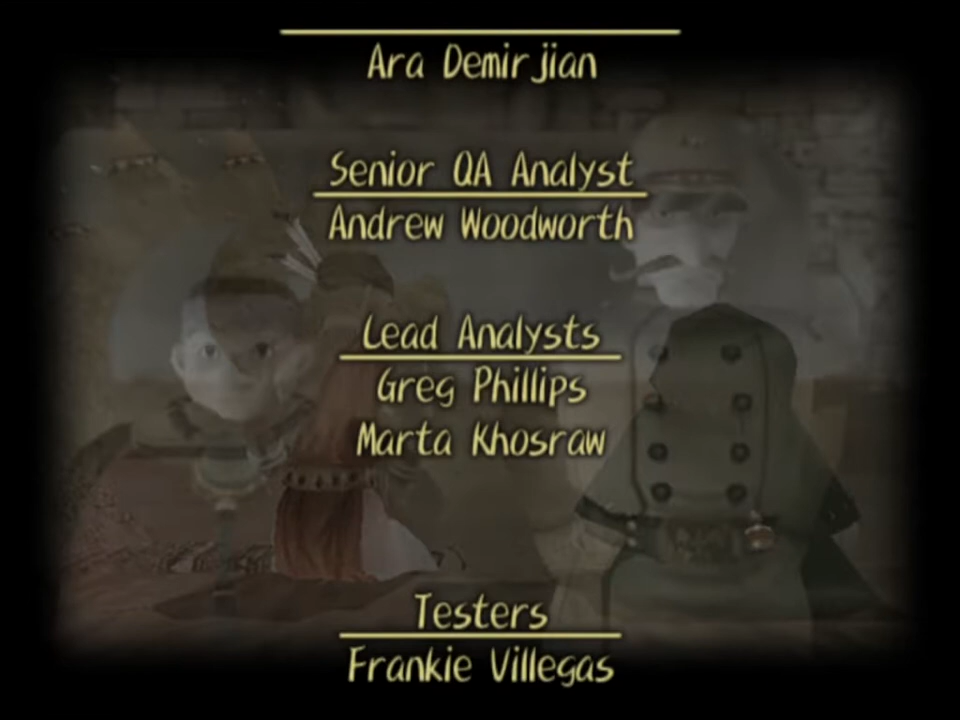 Ara Demirjian
Senior QA Analyst
Andrew Woodworth
Lead Analysts
Greg Phillips
Marta Khosraw
Testers
Frankie Villegas